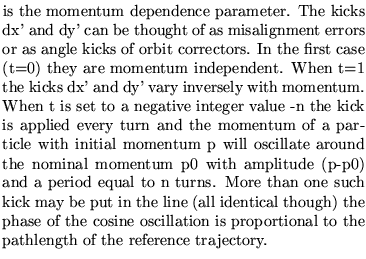 is the momentum dependence parameter. The kicks
dx' and dy' can be thought of as misalignment errors
or as angle kicks of orbit correctors. In the first case
(t=0) they are momentum independent. When t=1
the kicks dx' and dy' vary inversely with momentum.
When t is set to a negative integer value -n the kick
is applied every turn and the momentum of a par-
ticle with initial momentum p will oscillate around
the nominal momentum p0 with amplitude (p-p0)
and a period equal to n turns. More than one such
kick may be put in the line (all identical though) the
phase of the cosine oscillation is proportional to the
pathlength of the reference trajectory.